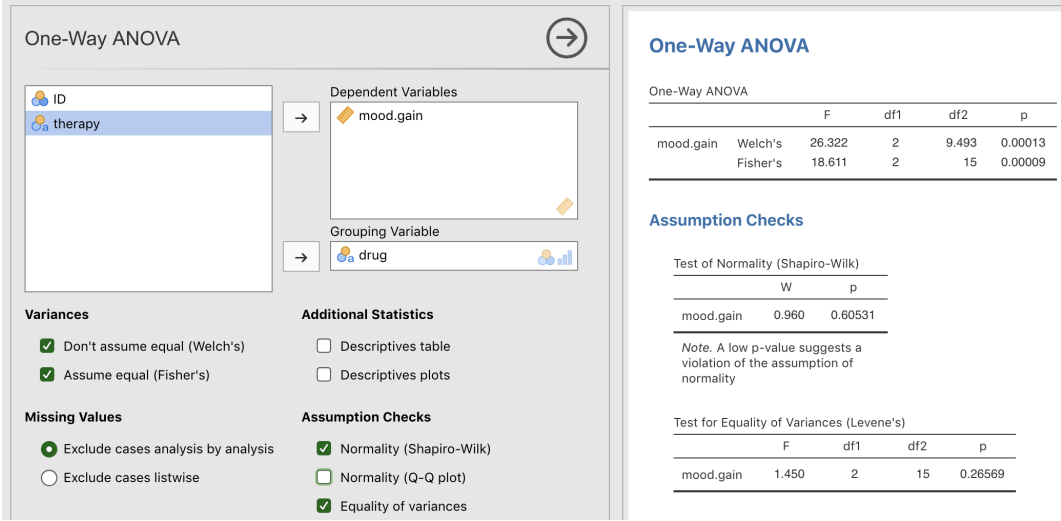 One-Way ANOVA
ID
a therapy
Dependent Variables
mood.gain
Grouping Variable
a drug
Variances
Don't assume equal (Welch's)
Assume equal (Fisher's)
Additional Statistics
Descriptives table
Descriptives plots
Missing Values
Exclude cases analysis by analysis
Exclude cases listwise
Assumption Checks
Normality (Shapiro-Wilk)
Normality (Q-Q plot)
Equality of variances
One-Way ANOVA
One-Way ANOVA
F df1 df2 p
mood.gain Welch's 26.322 2 9.493 0.00013
Fisher's 18.611 2 15 0.00009
Assumption Checks
Test of Normality (Shapiro-Wilk)
W p
mood.gain 0.960 0.60531
Note. A low p-value suggests a
violation of the assumption of
normality
Test for Equality of Variances (Levene's)
F df1 df2 p
mood.gain 1.450 2 15 0.26569